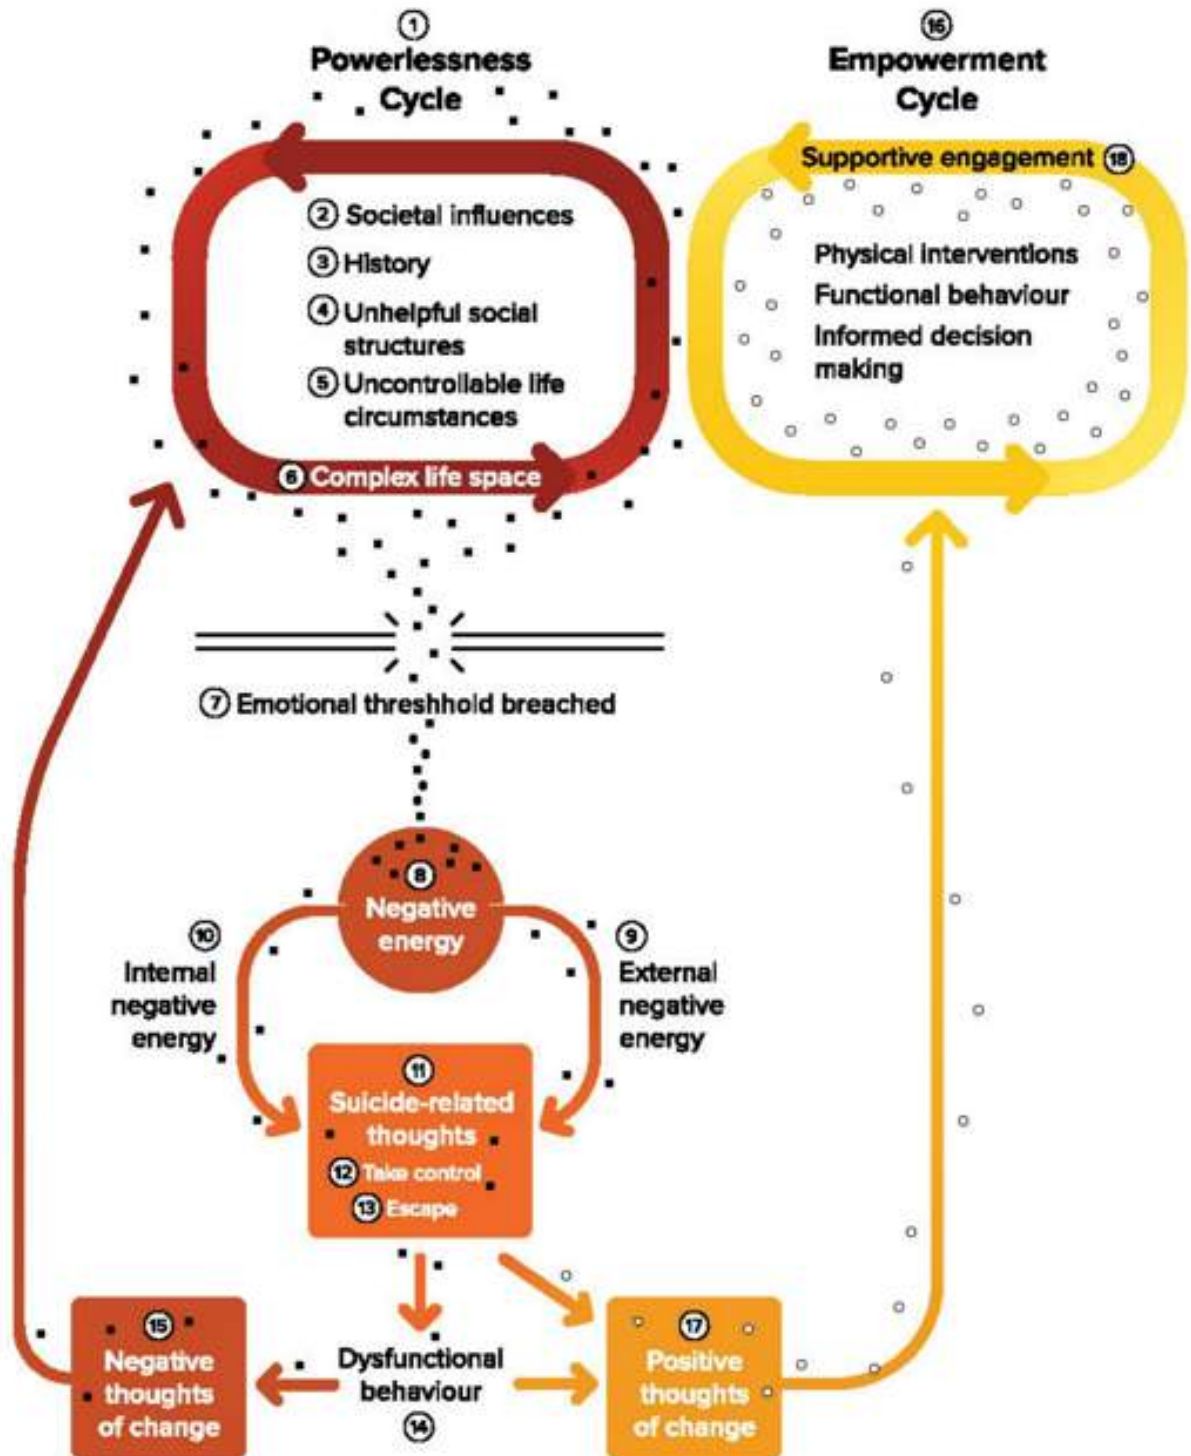 1
Powerlessness
Cycle
2 Societal influences
3 History
4 Unhelpful social
structures
5 Uncontrollable life
circumstances
6 Complex life space
16
Empowerment
Cycle
Supportive engagement 18
Physical interventions
Functional behaviour
Informed decision
making
7 Emotional threshhold breached
8
Negative
energy
10
Internal
negative
energy
9
External
negative
energy
11
Suicide-related
thoughts
12 Take control
13 Escape
15
Negative
thoughts
of change
Dysfunctional
behaviour
14
17
Positive
thoughts
of change